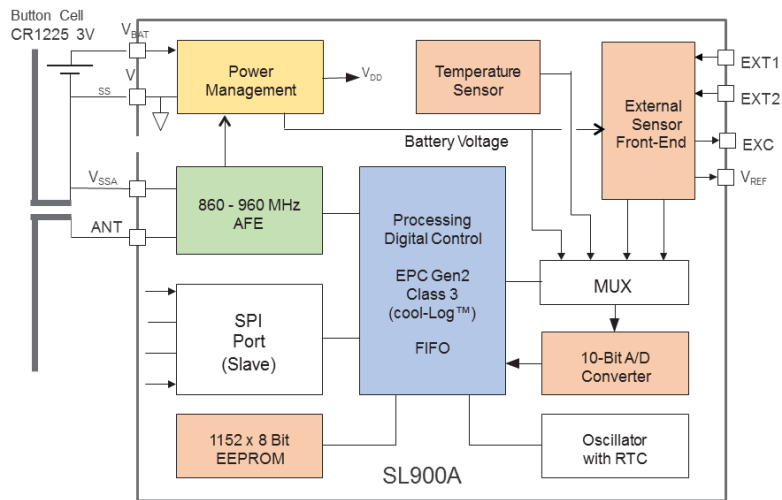 Button Cell
CR1225 3V
VBAT
V
SS
VSSA
ANT
Power
Management
VDD
Temperature
Sensor
External
Sensor
Front-End
EXT1
EXT2
EXC
VREF
Battery Voltage
860 - 960 MHz
AFE
Processing
Digital Control
EPC Gen2
Class 3
(cool-Log™)
FIFO
MUX
SPI
Port
(Slave)
10-Bit A/D
Converter
1152 x 8 Bit
EEPROM
Oscillator
with RTC
SL900A